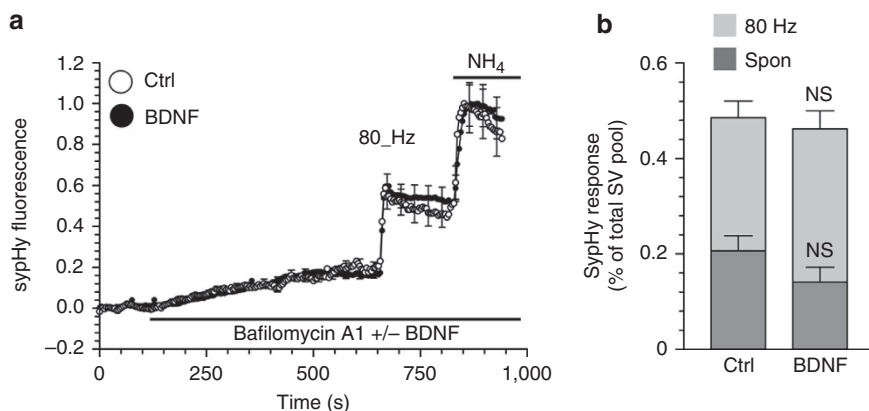 a
sypHy fluorescence
1.2
1.0
0.8
0.6
0.4
0.2
0.0
–0.2
Ctrl
BDNF
80_Hz
NH4
Bafilomycin A1 +/– BDNF
0
250
500
750
1,000
Time (s)
b
80 Hz
Spon
SypHy response
(% of total SV pool)
0.6
0.4
0.2
0
NS
NS
Ctrl
BDNF